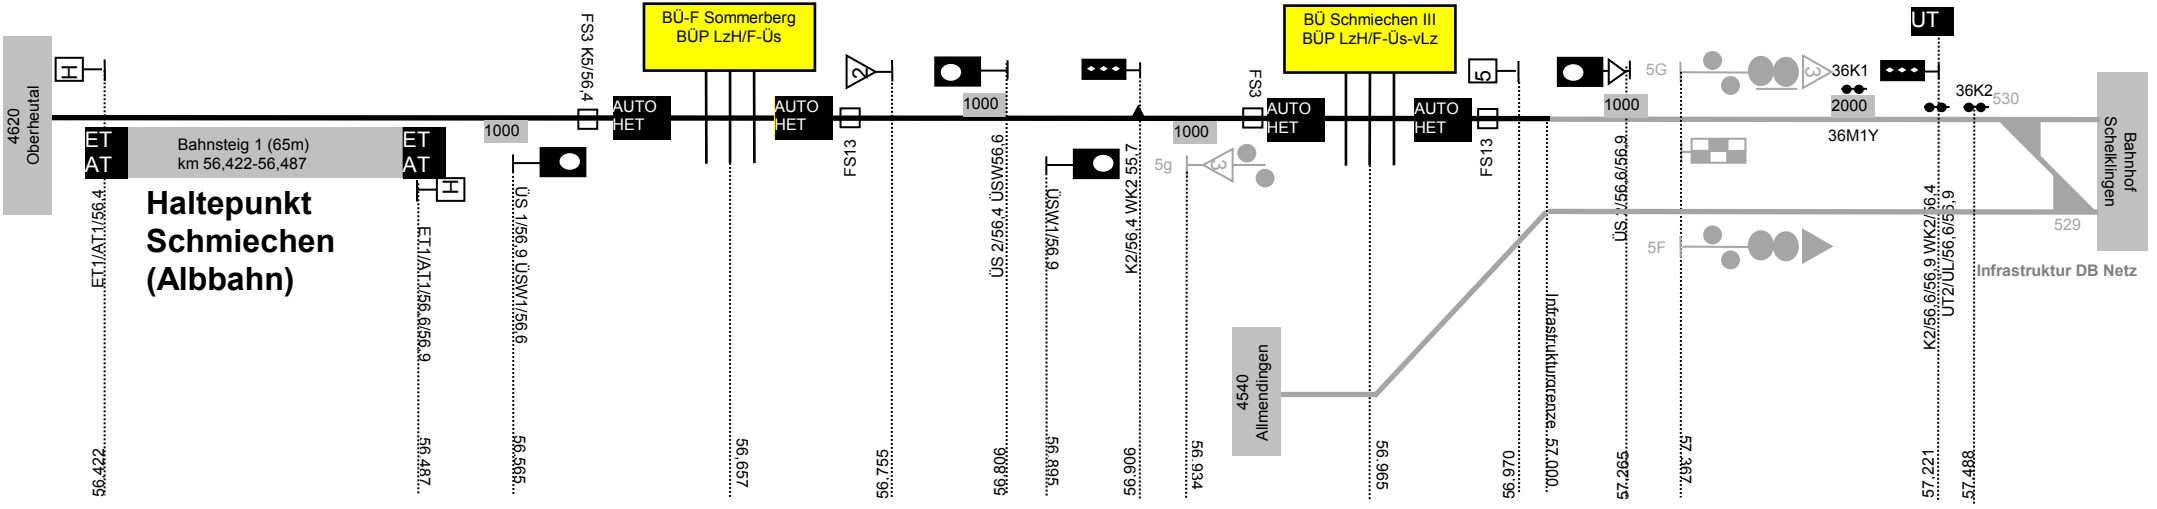 4620
Oberheutal
H
ET
AT
Bahnsteig 1 (65m)
km 56,422-56,487
ET
AT
H
Haltepunkt
Schmiechen
(Albbahn)
ET1/AT1/56,4
56,422
ET1/AT1/56,6/56,9
56,487
1000
ÜS 1/56,9 ÜSW1/56,6
56,565
FS3 K5/56,4
AUTO
HET
BÜ-F Sommerberg
BÜP LzH/F-Üs
56,657
AUTO
HET
FS13
2
56,755
1000
ÜS 2/56,4 ÜSW56,6
56,806
ÜSW1/56,9
56,895
K2/56,4 WK2 55,7
56,906
1000
5g
3
56,934
FS3
AUTO
HET
BÜ Schmiechen III
BÜP LzH/F-Üs-vLz
56,965
AUTO
HET
FS13
5
56,970
4540
Allmendingen
Infrastrukturgrenze 57,000
1000
ÜS 2/56,6/56,9
57,265
5G
3
57,367
5F
36K1
2000
36M1Y
UT
K2/56,6/56,9 WK2/56,4
UT2/ÜL/56,6/56,9
57,221
36K2
57,488
530
529
Bahnhof
Schelklingen
Infrastruktur DB Netz